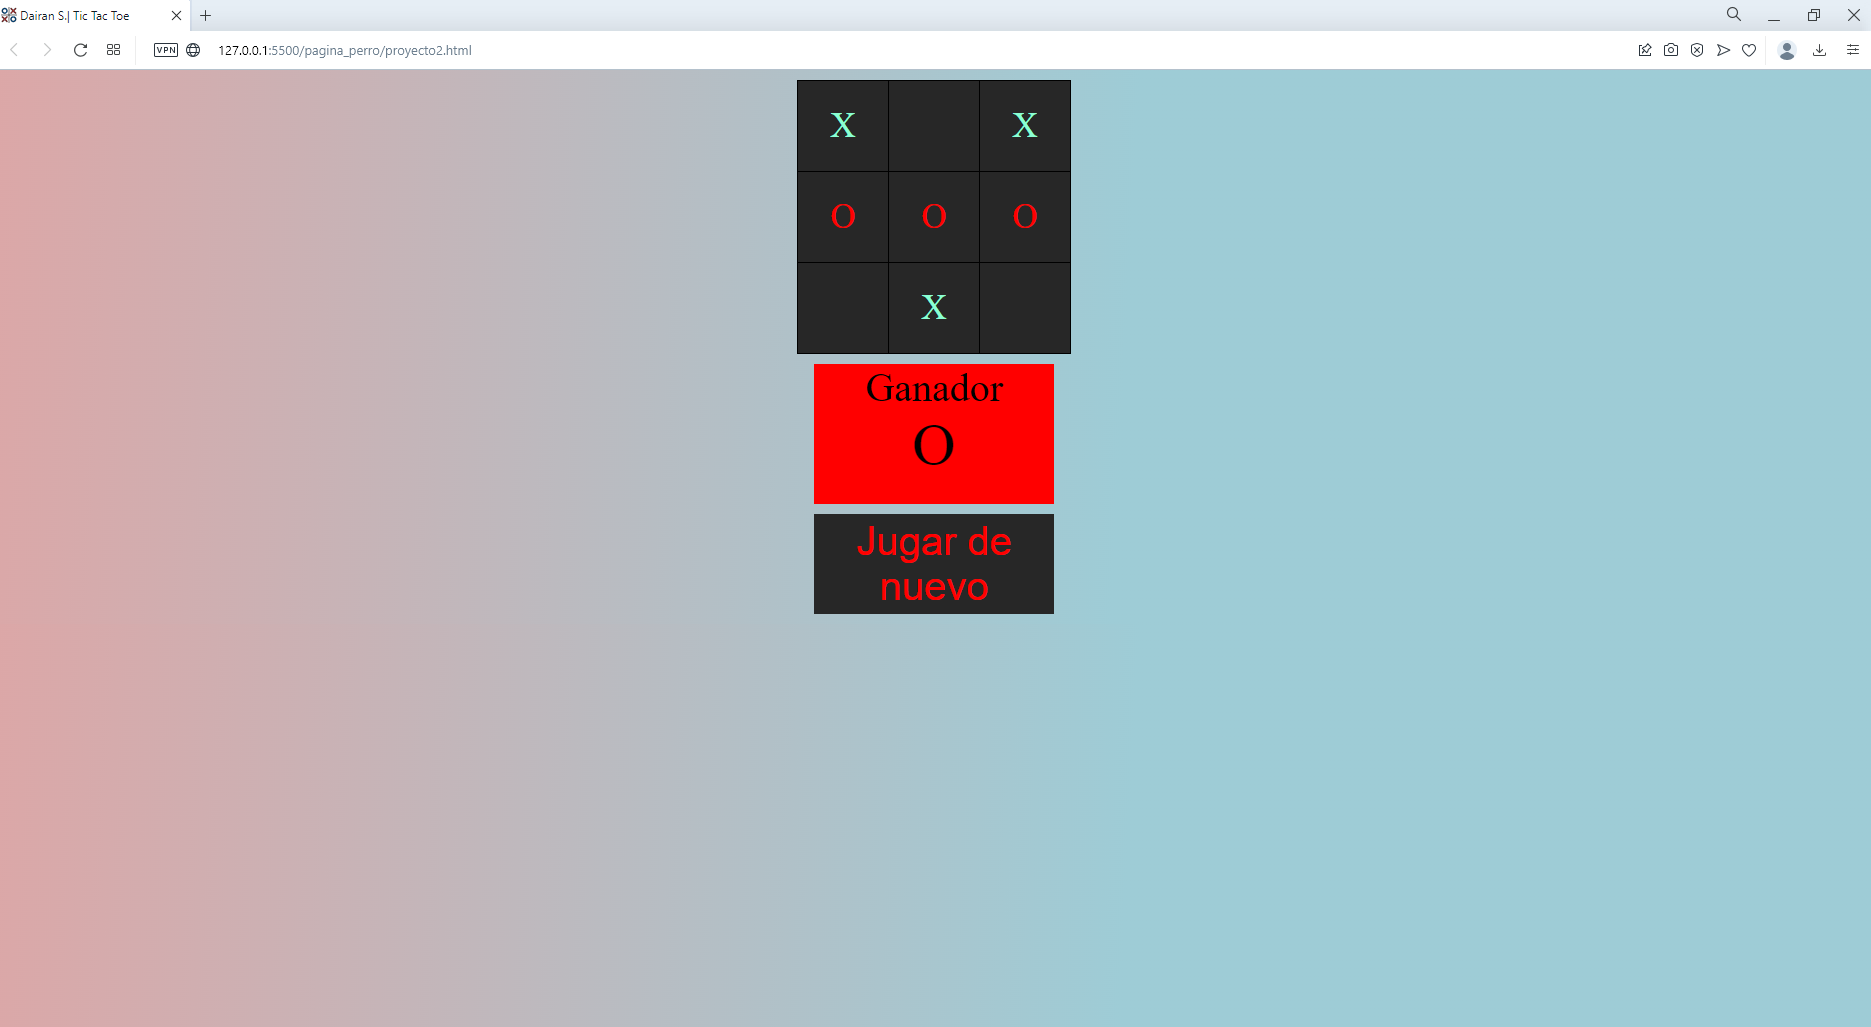 Dairan S.| Tic Tac Toe
VPN 127.0.0.1:5500/pagina_perro/proyecto2.html
X X
O O O
X
Ganador
O
Jugar de
nuevo